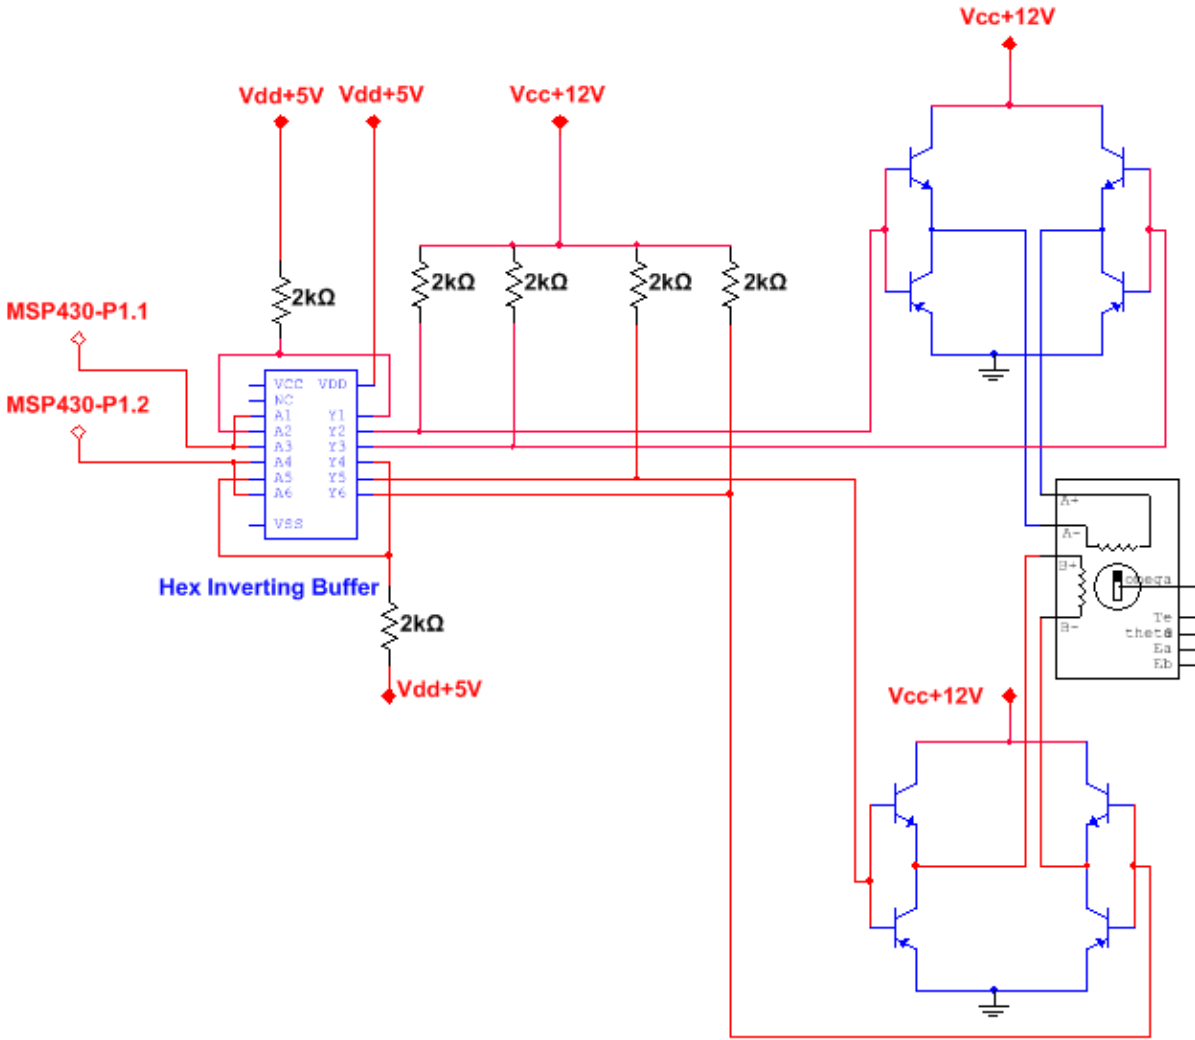 Vcc+12V
Vdd+5V Vdd+5V Vcc+12V
2kΩ 2kΩ 2kΩ 2kΩ
2kΩ
MSP430-P1.1
MSP430-P1.2
VCC VDD
NC
A1 Y1
A2 Y2
A3 Y3
A4 Y4
A5 Y5
A6 Y6
VSS
Hex Inverting Buffer
2kΩ
Vdd+5V
A+
A-
B+
omega
B-
Te
theta
Ea
Eb
Vcc+12V